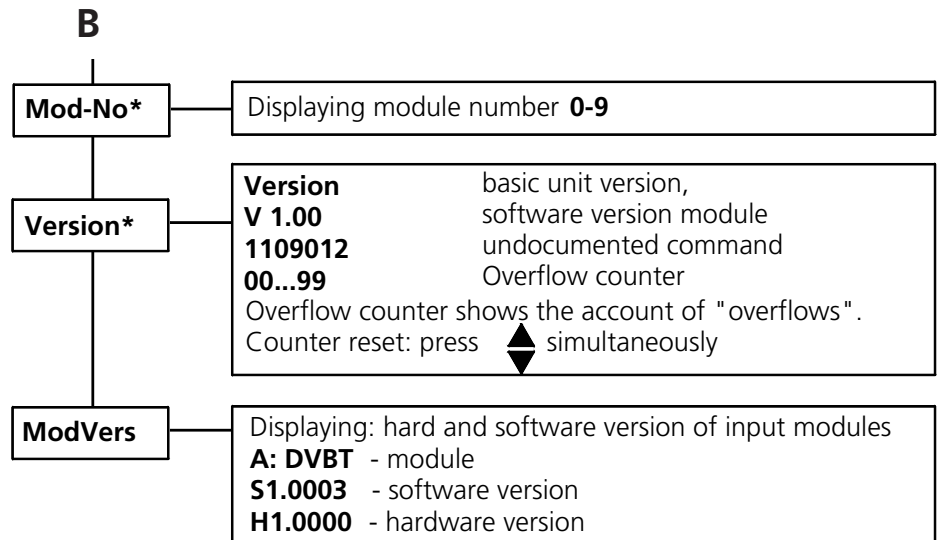 B
Mod-No* Displaying module number 0-9
Version basic unit version,
V 1.00 software version module
Version*
1109012 undocumented command
00...99 Overflow counter
Overflow counter shows the account of "overflows".
Counter reset: press ▲▼ simultaneously
ModVers Displaying: hard and software version of input modules
A: DVBT - module
S1.0003 - software version
H1.0000 - hardware version